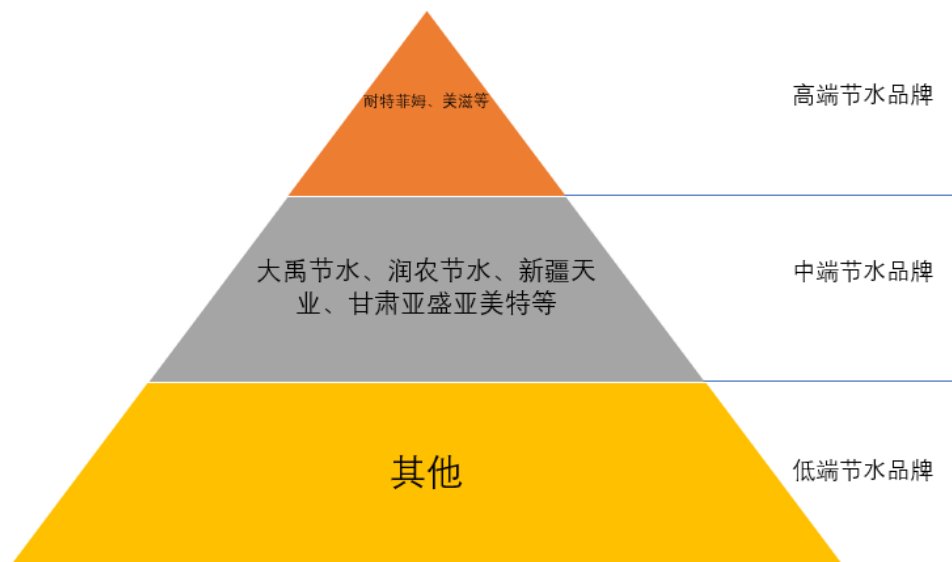 耐特菲姆、美滋等
高端节水品牌
大禹节水、润农节水、新疆天
业、甘肃亚盛亚美特等
中端节水品牌
其他
低端节水品牌